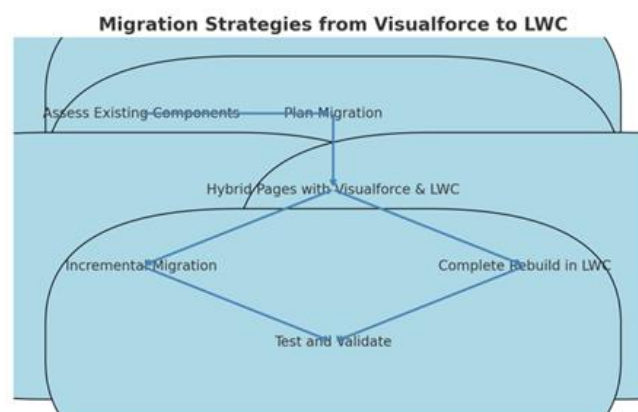 Migration Strategies from Visualforce to LWC
Assess Existing Components
Plan Migration
Hybrid Pages with Visualforce & LWC
Incremental Migration
Complete Rebuild in LWC
Test and Validate